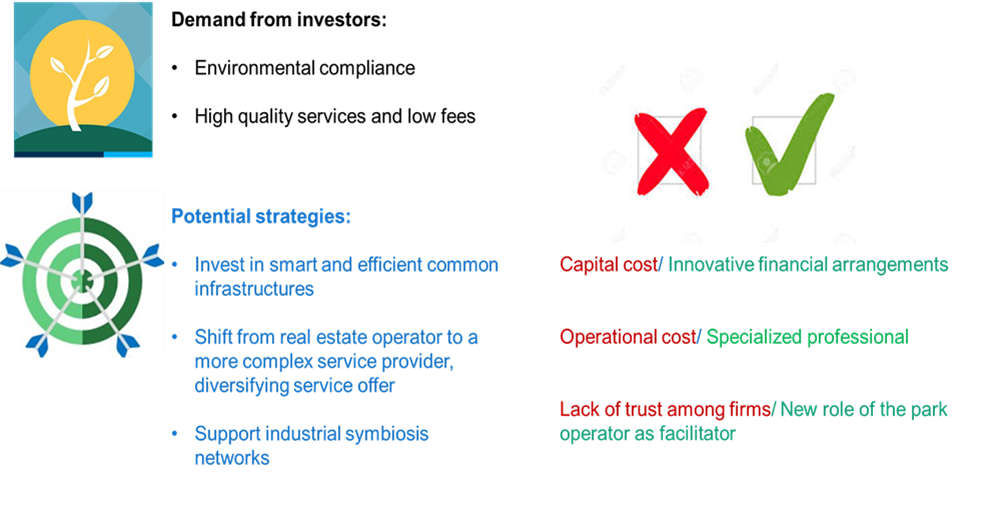 Demand from investors:
• Environmental compliance
• High quality services and low fees
Potential strategies:
• Invest in smart and efficient common
infrastructures
• Shift from real estate operator to a
more complex service provider,
diversifying service offer
• Support industrial symbiosis
networks
Capital cost/ Innovative financial arrangements
Operational cost/ Specialized professional
Lack of trust among firms/ New role of the park
operator as facilitator